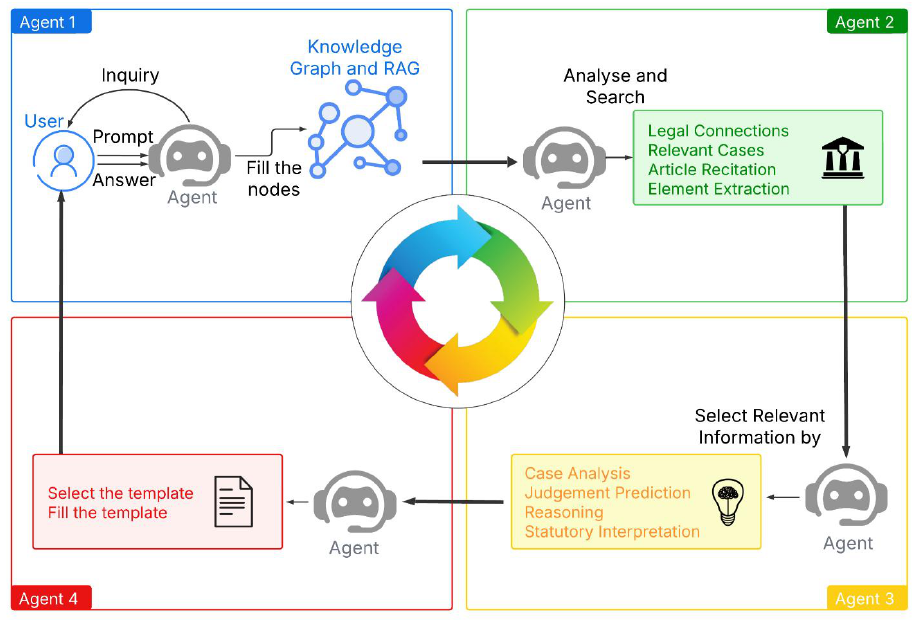 Agent 1
Knowledge
Graph and RAG
Inquiry
User
Prompt
Answer
Agent
Fill the
nodes
Agent 2
Analyse and
Search
Agent
Legal Connections
Relevant Cases
Article Recitation
Element Extraction
Select Relevant
Information by
Agent
Case Analysis
Judgement Prediction
Reasoning
Statutory Interpretation
Agent 3
Agent
Select the template
Fill the template
Agent 4